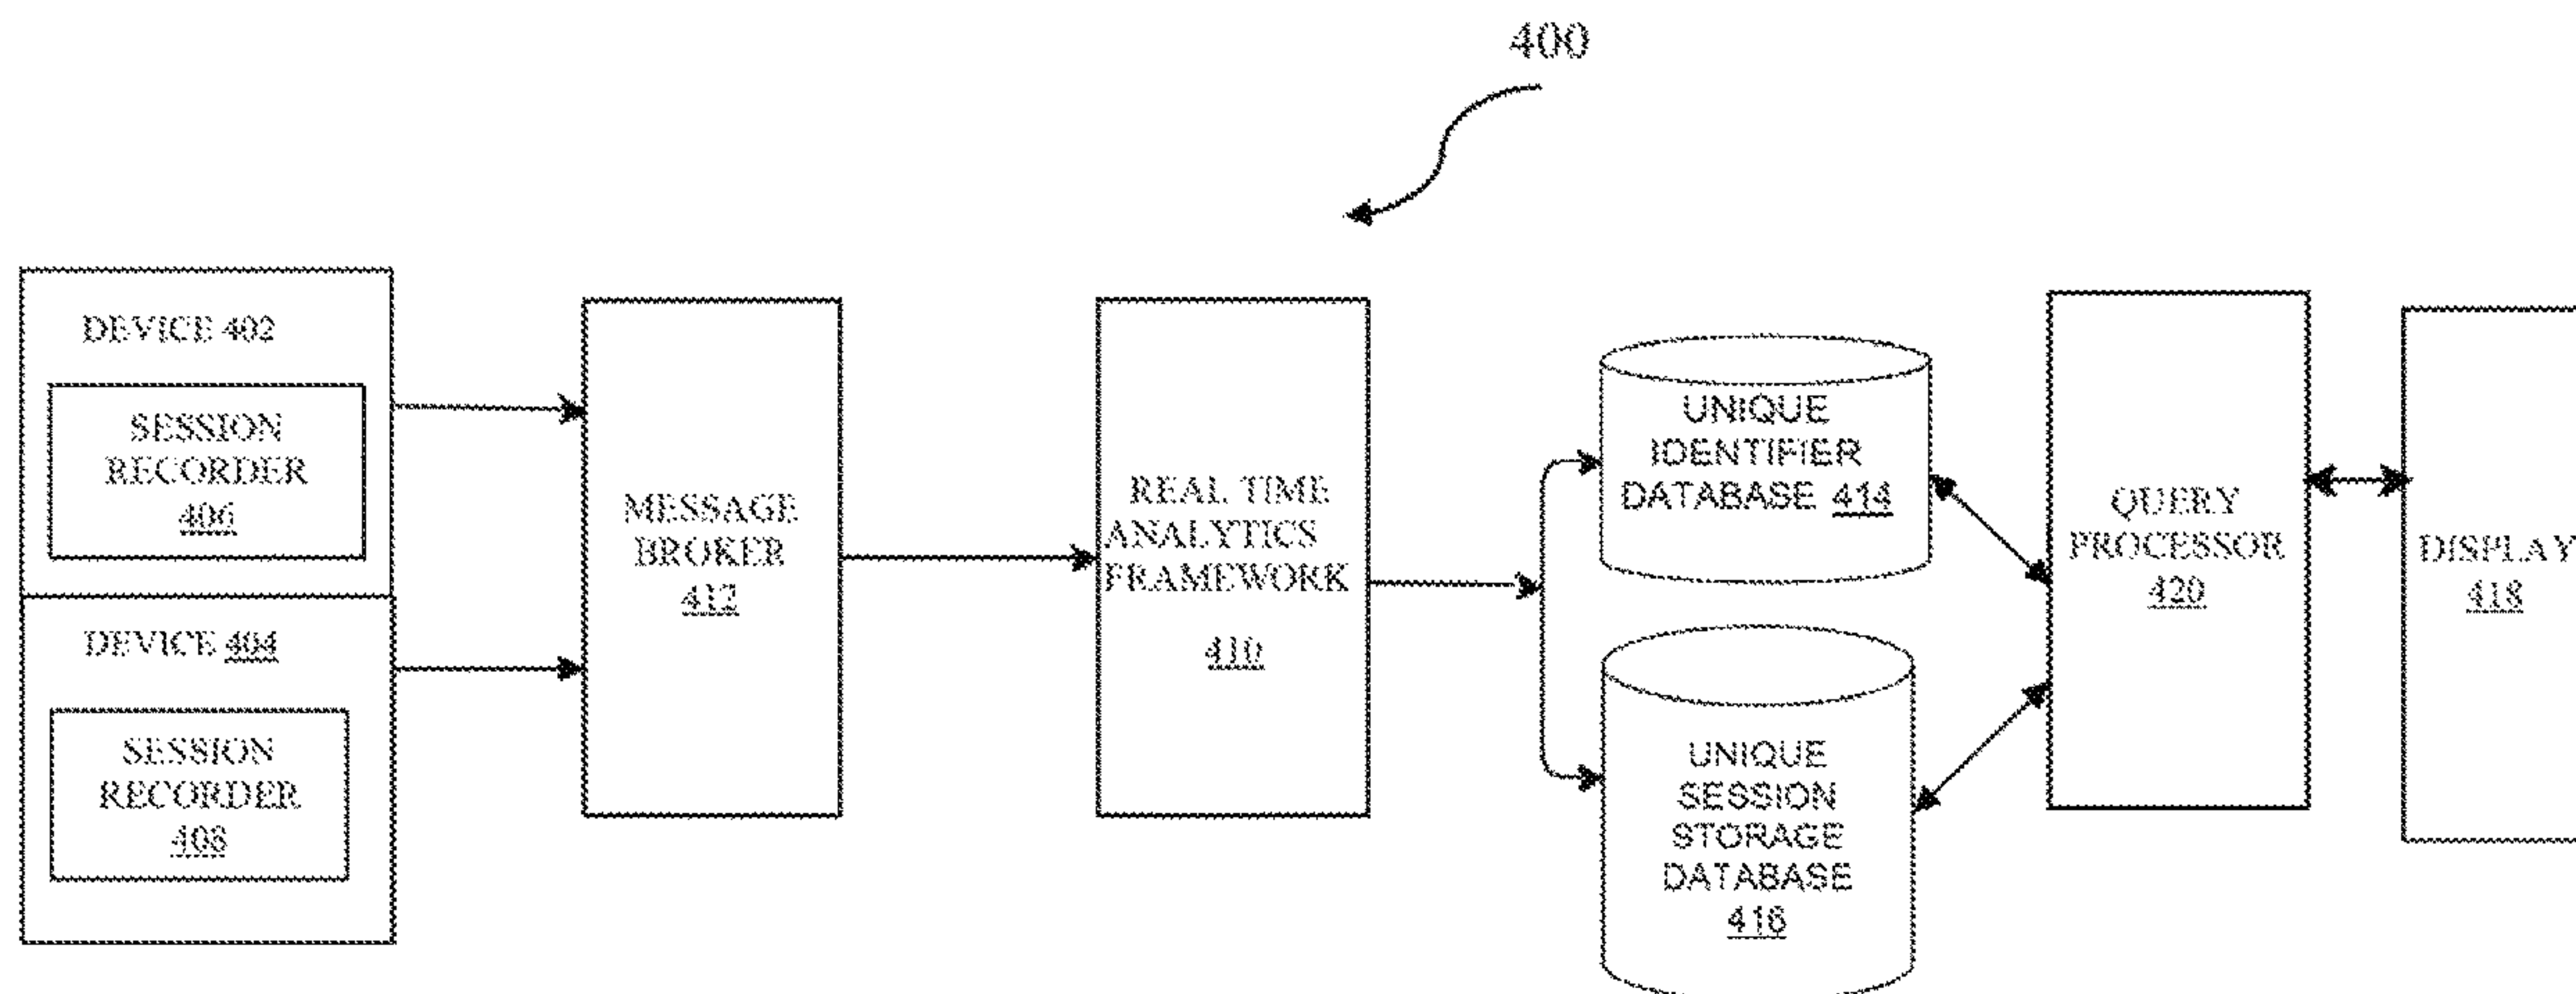 400
DEVICE 402
SESSION
RECORDER
406
DEVICE 404
SESSION
RECORDER
408
MESSAGE
BROKER
412
REAL TIME
ANALYTICS
FRAMEWORK
410
UNIQUE
IDENTIFIER
DATABASE 414
UNIQUE
SESSION
STORAGE
DATABASE
416
QUERY
PROCESSOR
420
DISPLAY
418